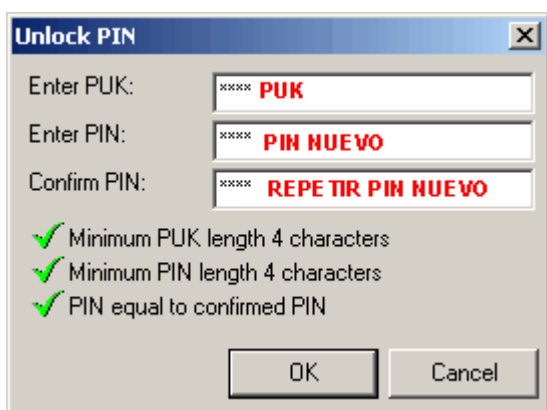 Unlock PIN
Enter PUK: **** PUK
Enter PIN: **** PIN NUEVO
Confirm PIN: **** REPETIR PIN NUEVO
Minimum PUK length 4 characters
Minimum PIN length 4 characters
PIN equal to confirmed PIN
OK Cancel